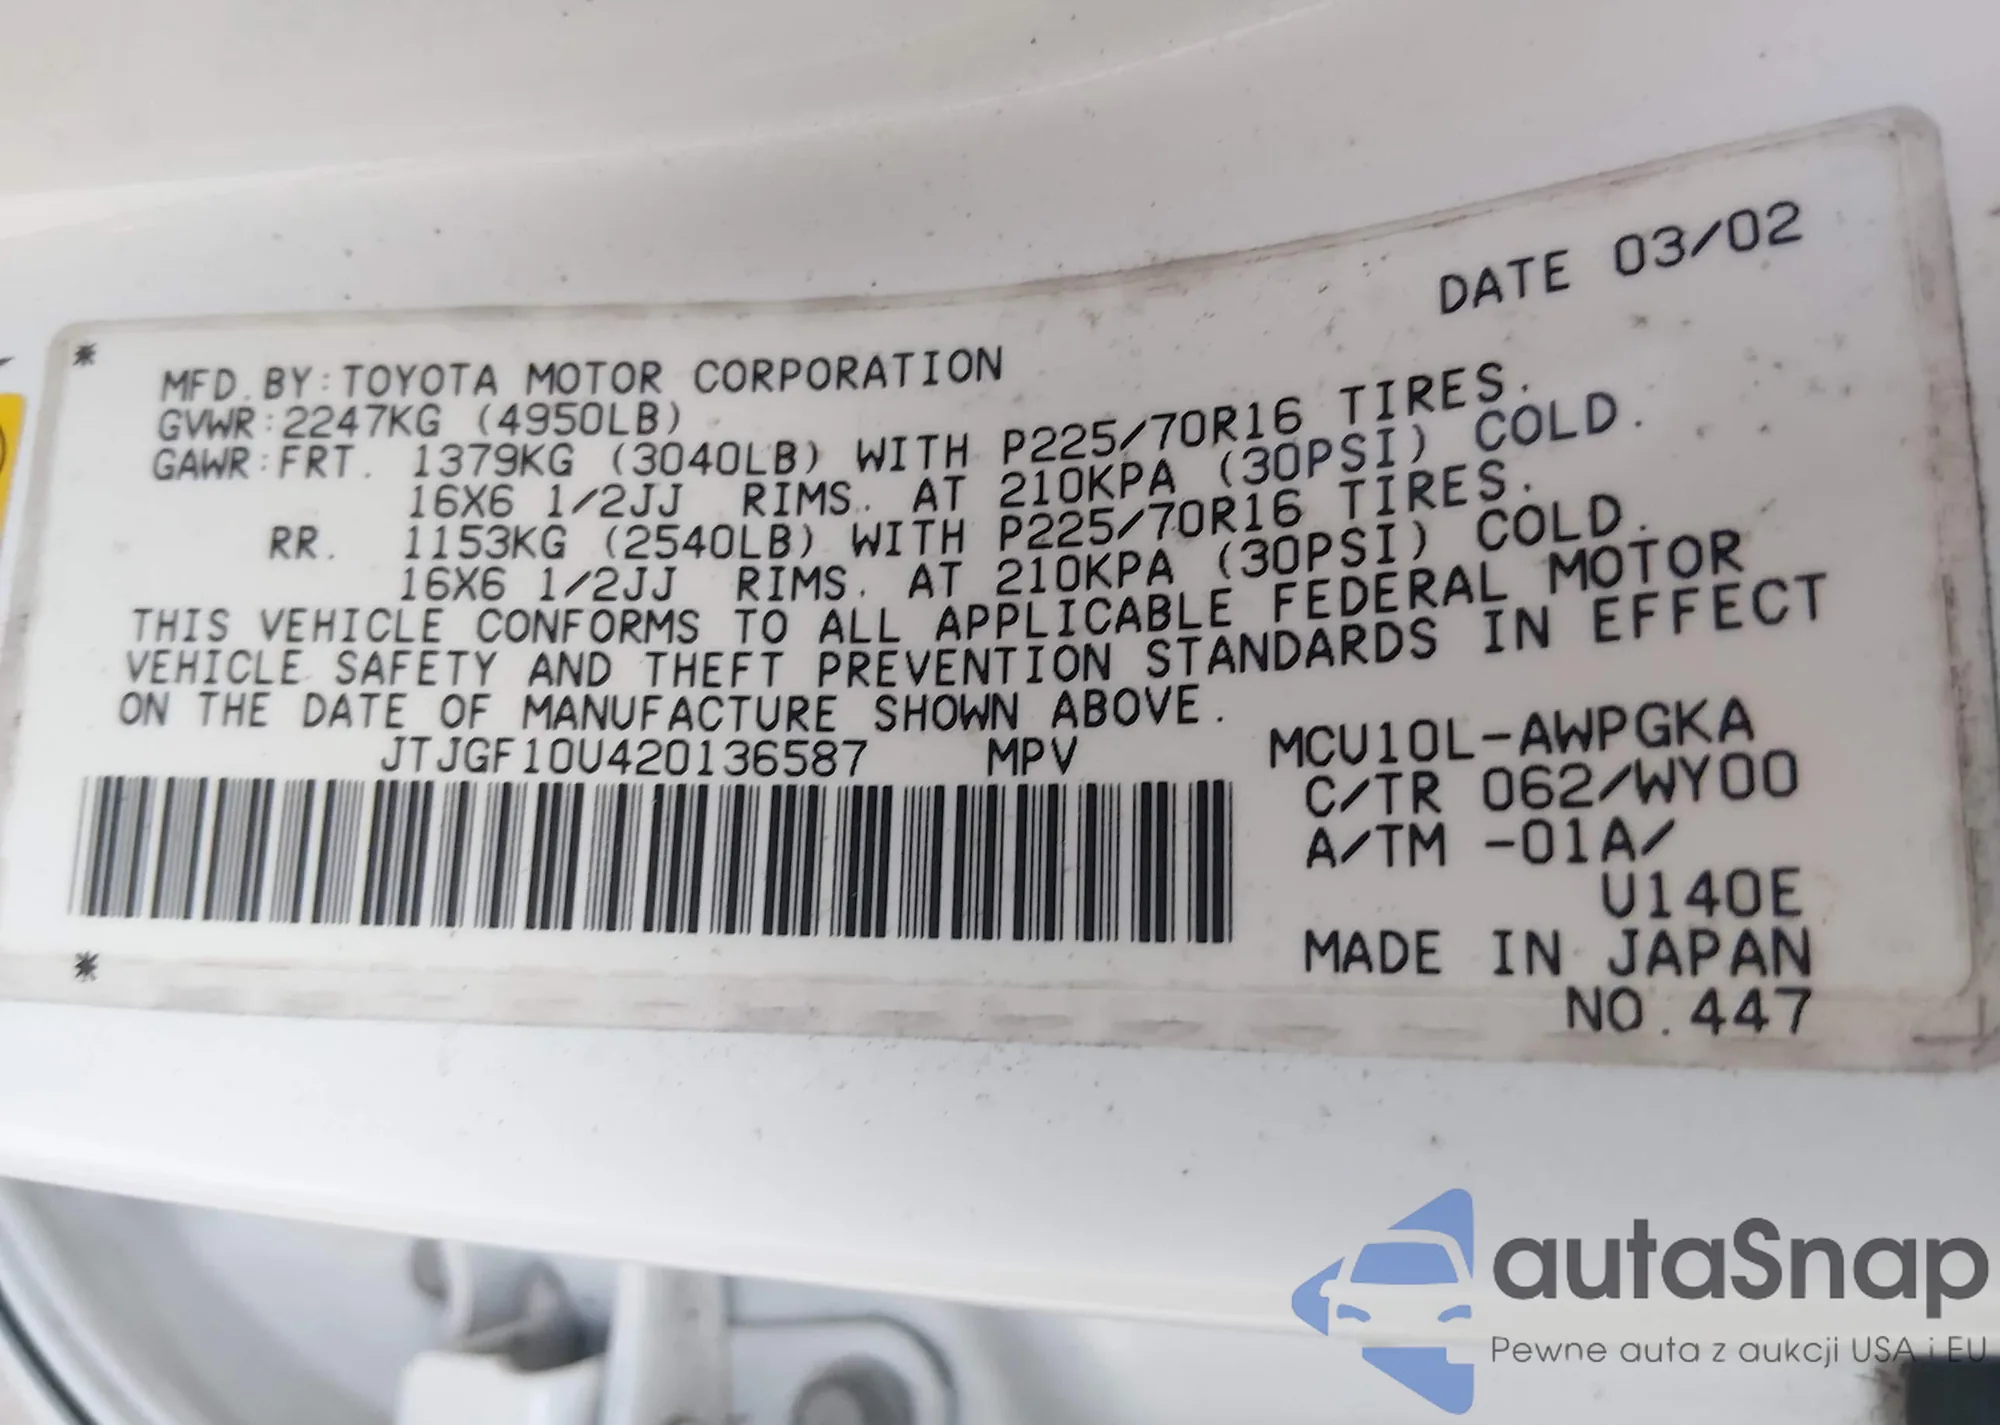 DATE 03/02
MFD. BY: TOYOTA MOTOR CORPORATION
GVWR: 2247KG (4950LB)
GAWR: FRT. 1379KG (3040LB) WITH P225/70R16 TIRES.
16X6 1/2JJ RIMS. AT 210KPA (30PSI) COLD.
RR. 1153KG (2540LB) WITH P225/70R16 TIRES.
16X6 1/2JJ RIMS. AT 210KPA (30PSI) COLD.
THIS VEHICLE CONFORMS TO ALL APPLICABLE FEDERAL MOTOR
VEHICLE SAFETY AND THEFT PREVENTION STANDARDS IN EFFECT
ON THE DATE OF MANUFACTURE SHOWN ABOVE.
JTJGF10U420136587 MPV MCU10L-AWPGKA
C/TR 062/WY00
A/TM -01A/
U140E
MADE IN JAPAN
NO. 447
autaSnap
Pewne auta z aukcji USA i EU